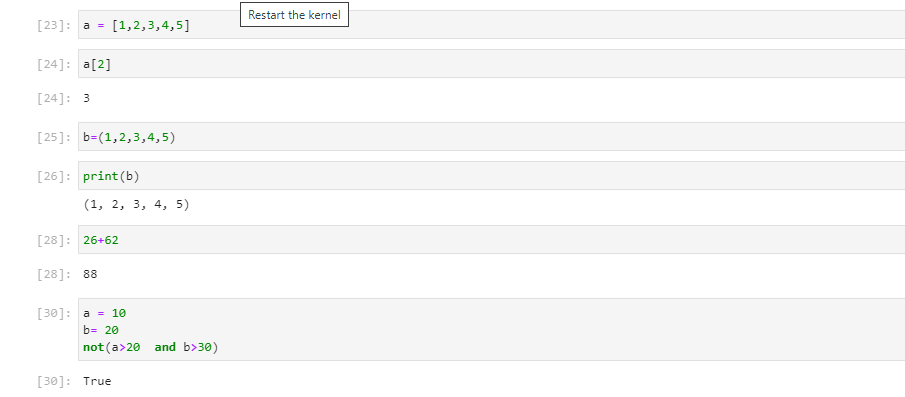 Restart the kernel
[23]: a = [1,2,3,4,5]
[24]: a[2]
[24]: 3
[25]: b=(1,2,3,4,5)
[26]: print(b)
(1, 2, 3, 4, 5)
[28]: 26+62
[28]: 88
[30]: a = 10
b= 20
not(a>20  and b>30)
[30]: True